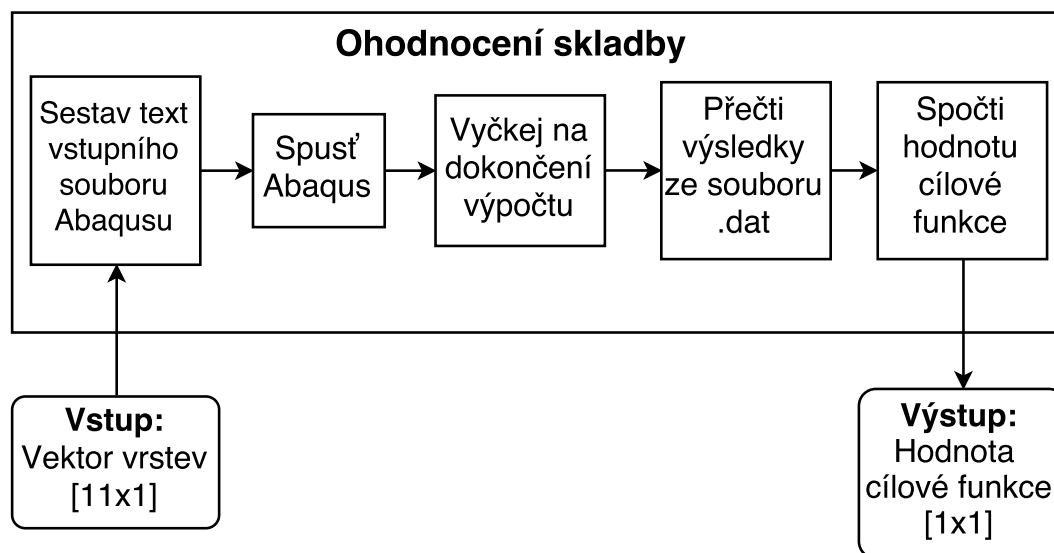 Ohodnocení skladby
Sestav text
vstupního
souboru
Abaqusu
Spusť
Abaqus
Vyčkej na
dokončení
výpočtu
Přečti
výsledky
ze souboru
.dat
Spočti
hodnotu
cílové
funkce
Vstup:
Vektor vrstev
[11x1]
Výstup:
Hodnota
cílové funkce
[1x1]